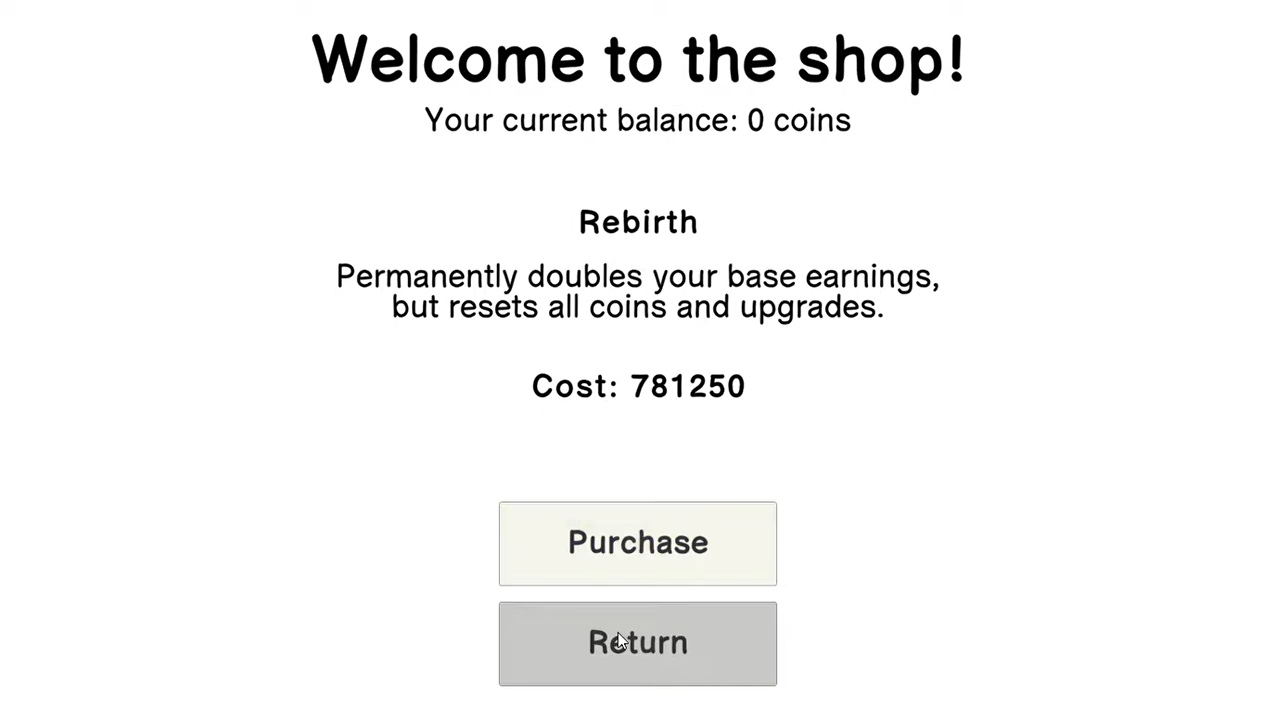 Welcome to the shop!
Your current balance: 0 coins
Rebirth
Permanently doubles your base earnings,
but resets all coins and upgrades.
Cost: 781250
Purchase
Return